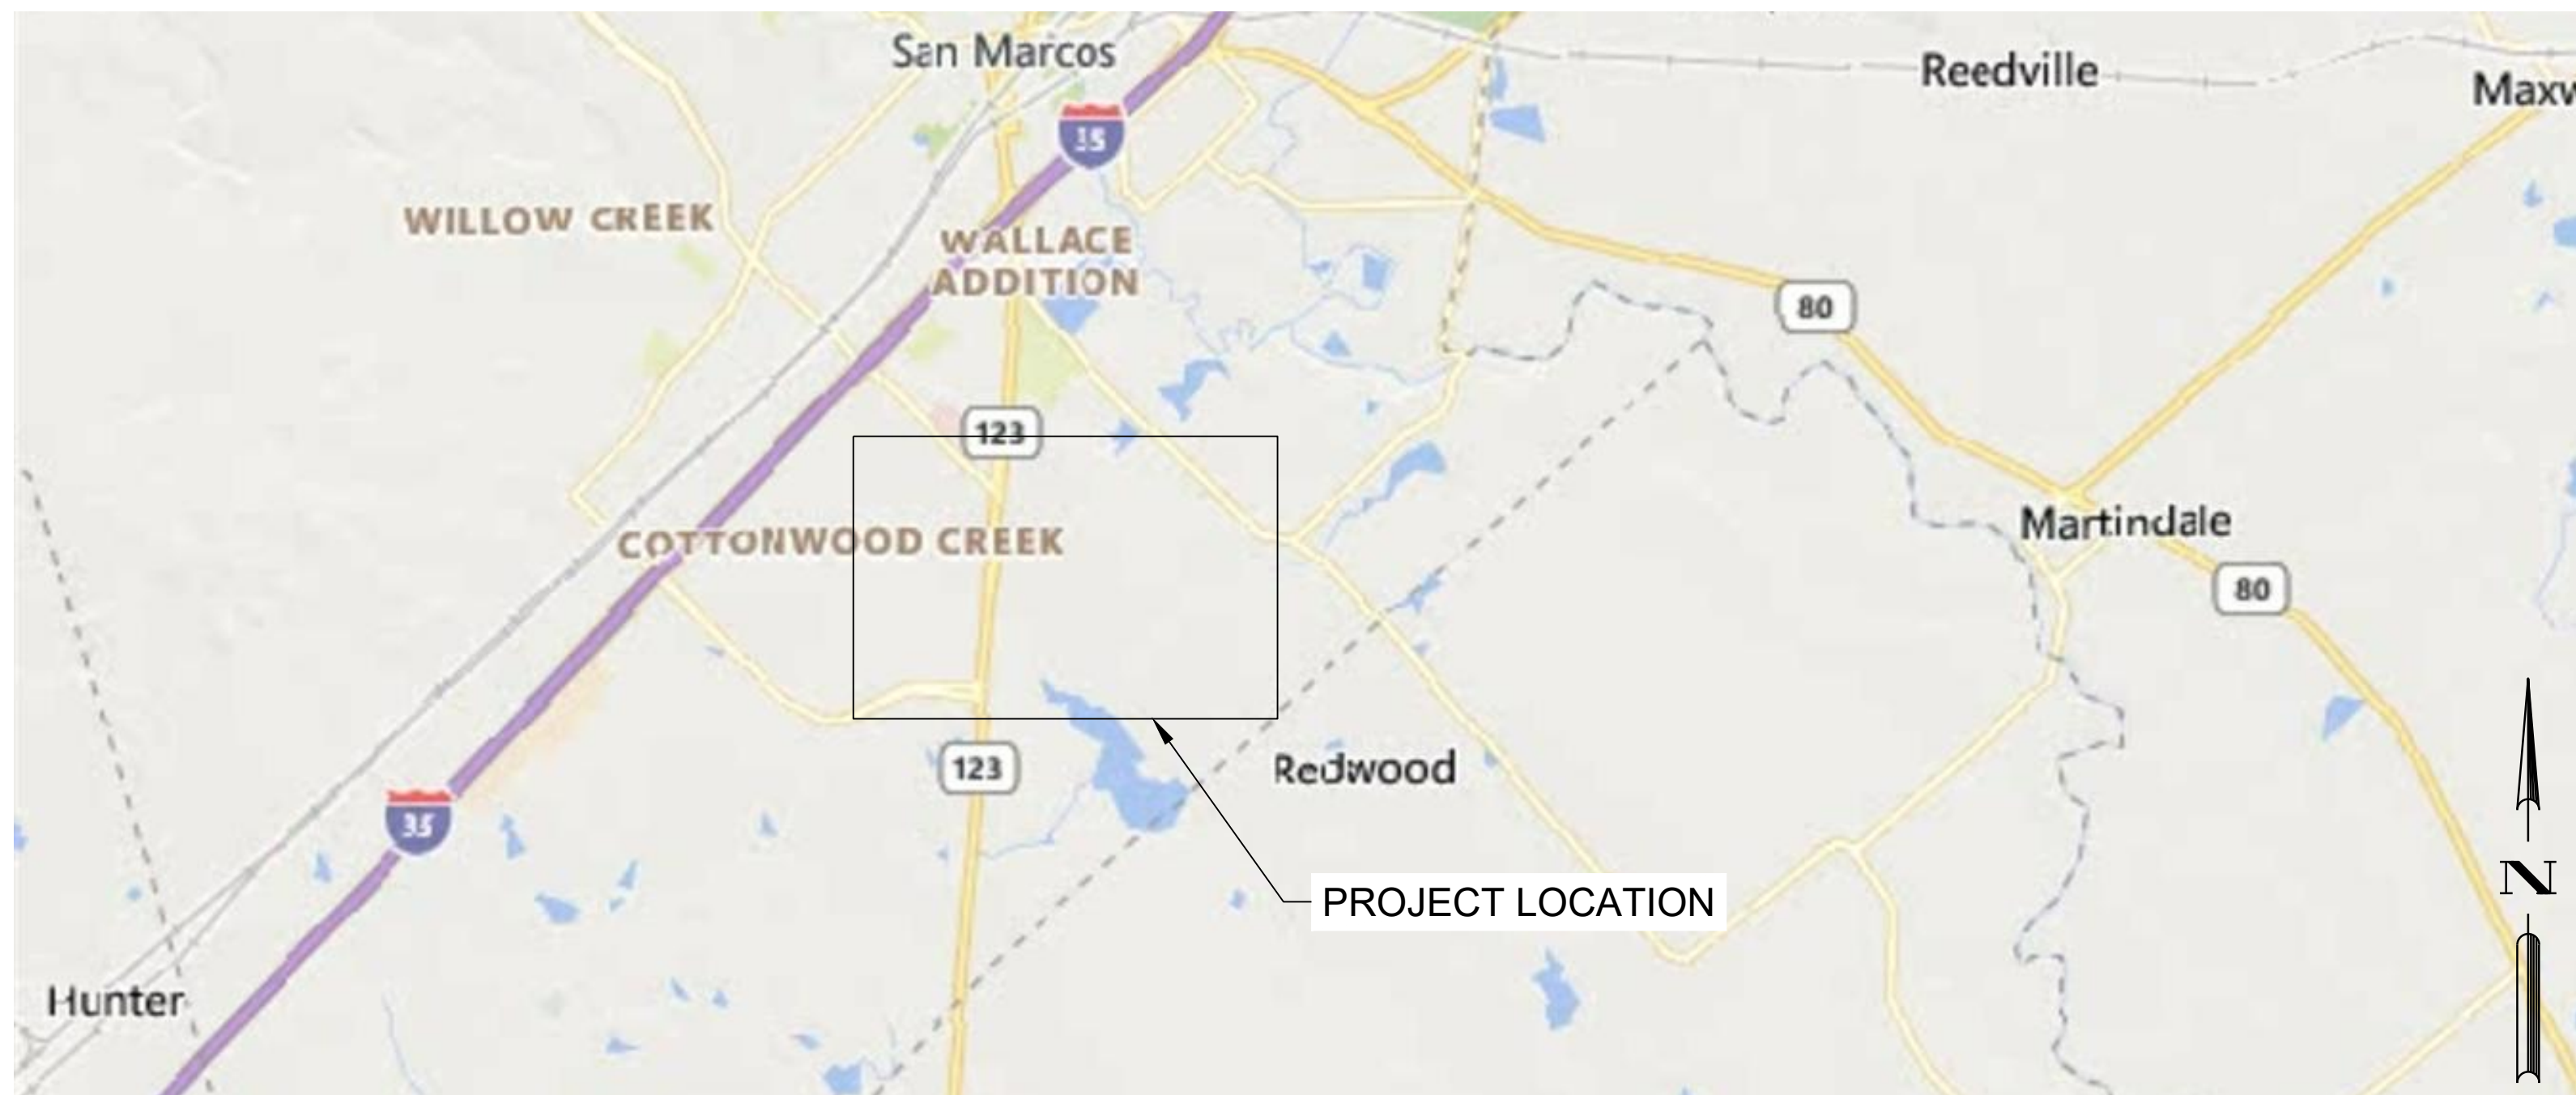 San Marcos
Reedville
Maxw
35
WILLOW CREEK
WALLACE
ADDITION
80
123
COTTONWOOD CREEK
Martindale
80
123
Redwood
35
PROJECT LOCATION
N
Hunter